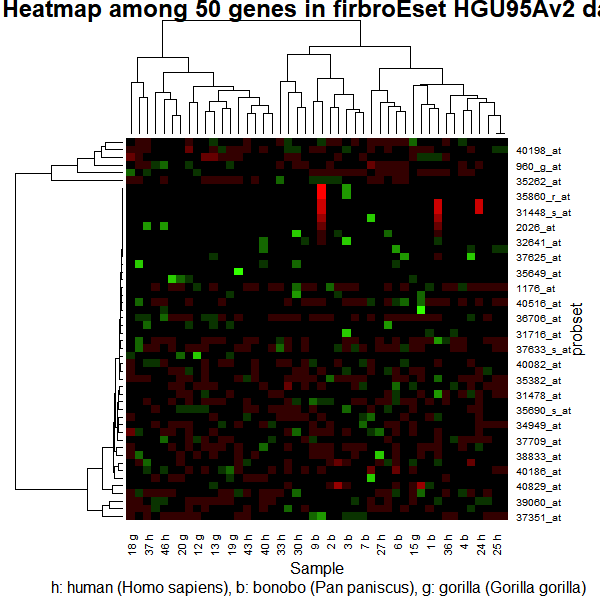 Heatmap among 50 genes in firbroEset HGU95Av2 da
40198_at
960_g_at
35262_at
35860_r_at
31448_s_at
2026_at
32641_at
37625_at
35649_at
1176_at
40516_at
36706_at
31716_at
37633_s_at
40082_at
35382_at
31478_at
35690_s_at
34949_at
37709_at
38833_at
40186_at
40829_at
39060_at
37351_at
probset
18 g
37 h
46 h
20 g
12 g
13 g
19 g
43 h
40 h
33 h
30 h
9 b
2 b
3 b
7 b
27 h
6 b
15 g
1 b
36 h
4 b
24 h
25 h
Sample
h: human (Homo sapiens), b: bonobo (Pan paniscus), g: gorilla (Gorilla gorilla)